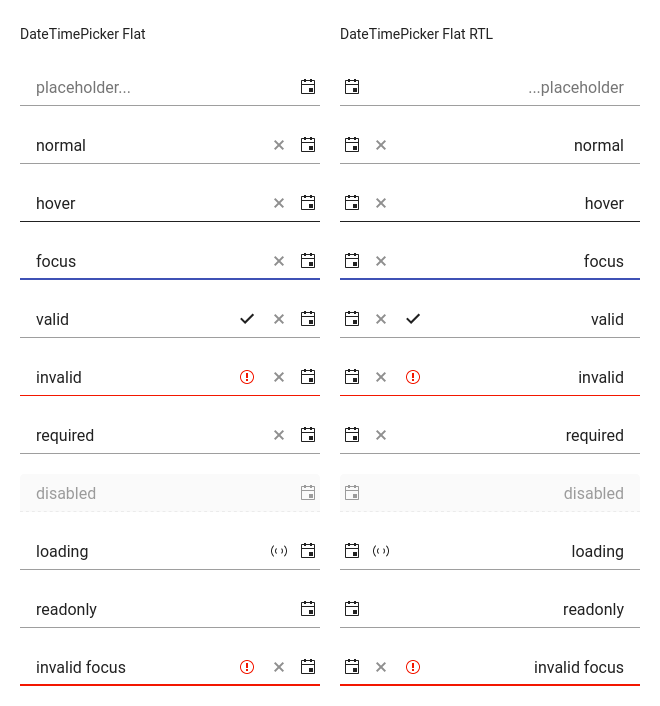 DateTimePicker Flat
placeholder...
normal
hover
focus
valid
invalid
required
disabled
loading
readonly
invalid focus
DateTimePicker Flat RTL
...placeholder
normal
hover
focus
valid
invalid
required
disabled
loading
readonly
invalid focus